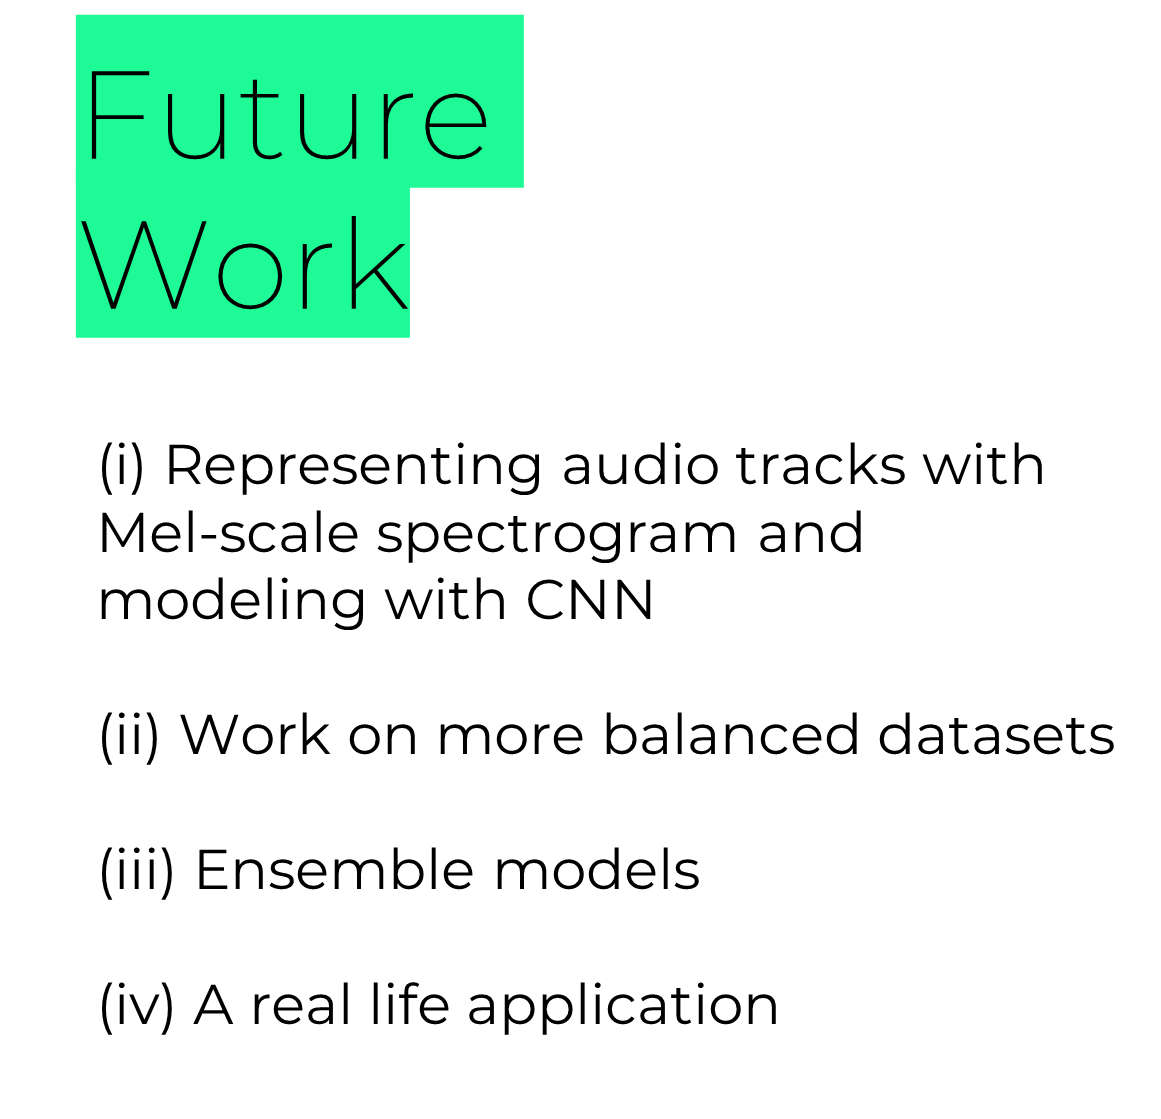 Future
Work
(i) Representing audio tracks with
Mel-scale spectrogram and
modeling with CNN
(ii) Work on more balanced datasets
(iii) Ensemble models
(iv) A real life application